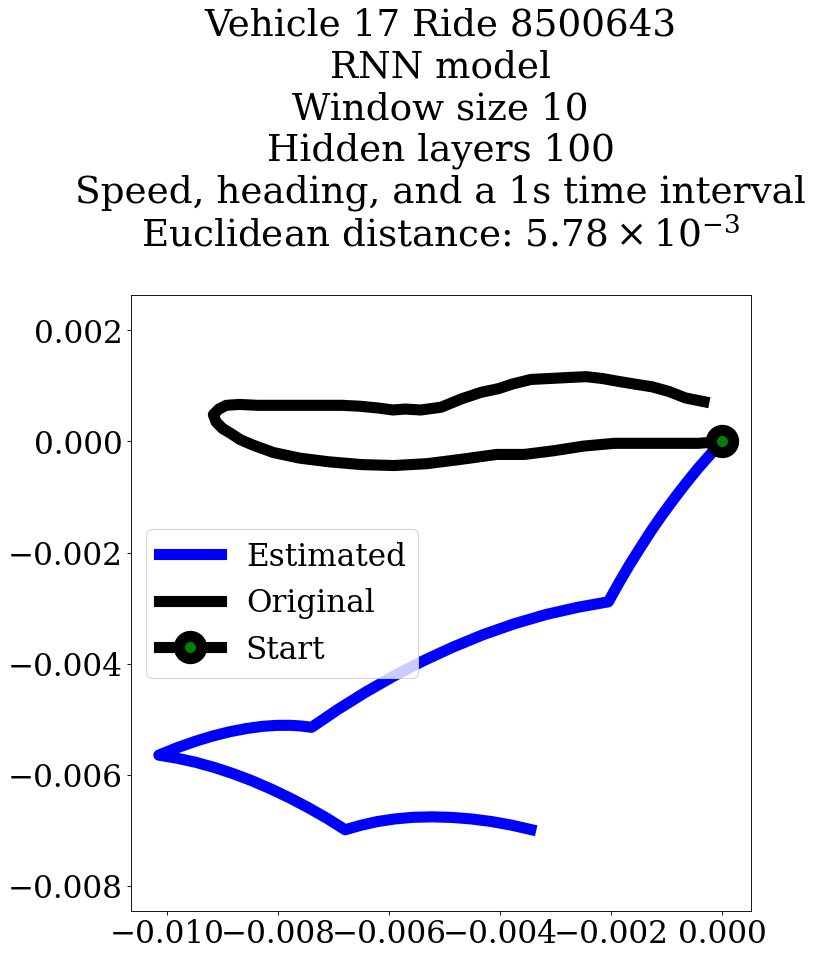 Vehicle 17 Ride 8500643
RNN model
Window size 10
Hidden layers 100
Speed, heading, and a 1s time interval
Euclidean distance: 5.78 × 10⁻³
0.002
0.000
−0.002
−0.004
−0.006
−0.008
Estimated
Original
Start
−0.010 −0.008 −0.006 −0.004 −0.002 0.000